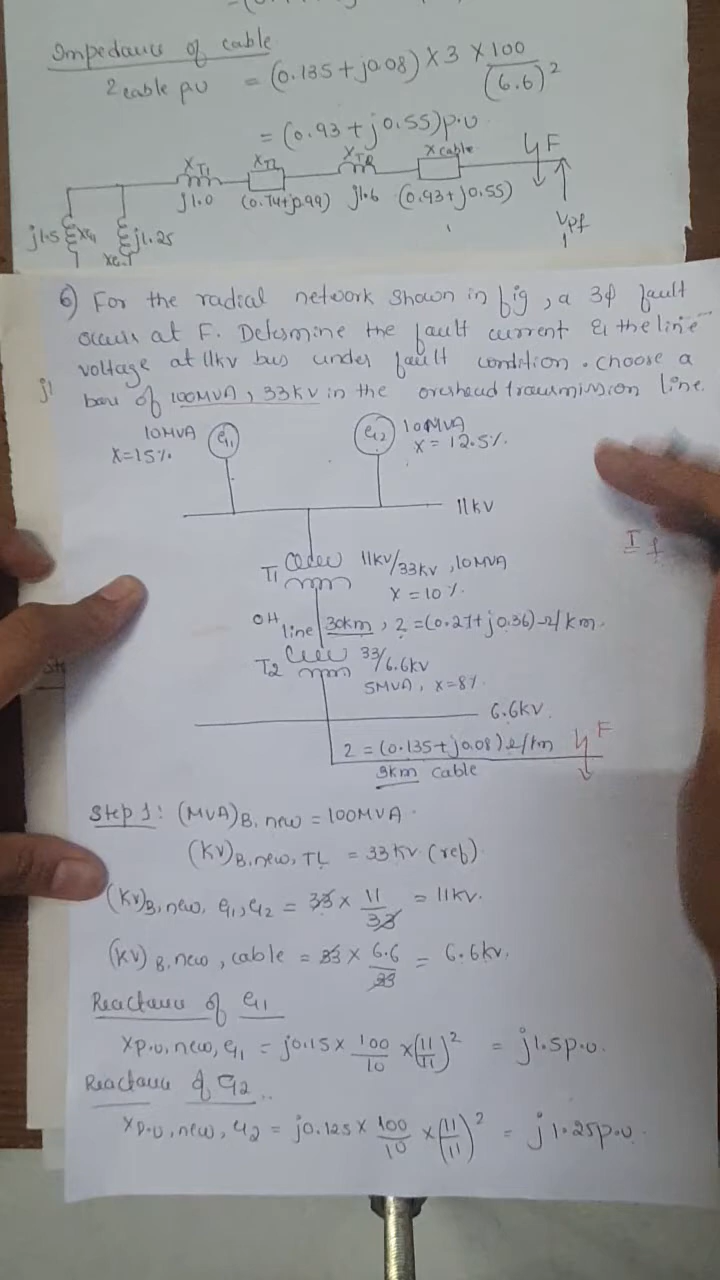 Impedance of cable
Z cable p.u = (0.135+j0.08) × 3 × 100/(6.6)²
= (0.93+j0.55)p.u
XT1 XTL XT2 Xcable F
j1.0 (0.74+j0.99) j1.6 (0.93+j0.55)
j1.5 j1.25 Vpf
6) For the radial network shown in fig, a 3φ fault
occurs at F. Determine the fault current & the line
voltage at 11kv bus under fault condition. choose a
base of 100MVA, 33KV in the overhead transmission line.
10MVA G1 G2 10MVA
X=15% X=12.5%
11kV
If
T1 11kV/33KV, 10MVA
X=10%
OH line 30km, Z=(0.27+j0.36)Ω/km.
T2 33/6.6kV
5MVA, X=8%
6.6kV
Z=(0.135+j0.08)Ω/km F
3km cable
Step 1: (MVA)B, new = 100MVA
(KV)B,new,TL = 33KV (ref)
(KV)B,new, G1,G2 = 33 × 11/33 = 11kV.
(KV)B,new, cable = 33 × 6.6/33 = 6.6KV.
Reactance of G1
Xp.u,new,G1 = j0.15 × 100/10 × (11/11)² = j1.5p.u.
Reactance of G2
Xp.u,new,G2 = j0.125 × 100/10 × (11/11)² = j1.25p.u.